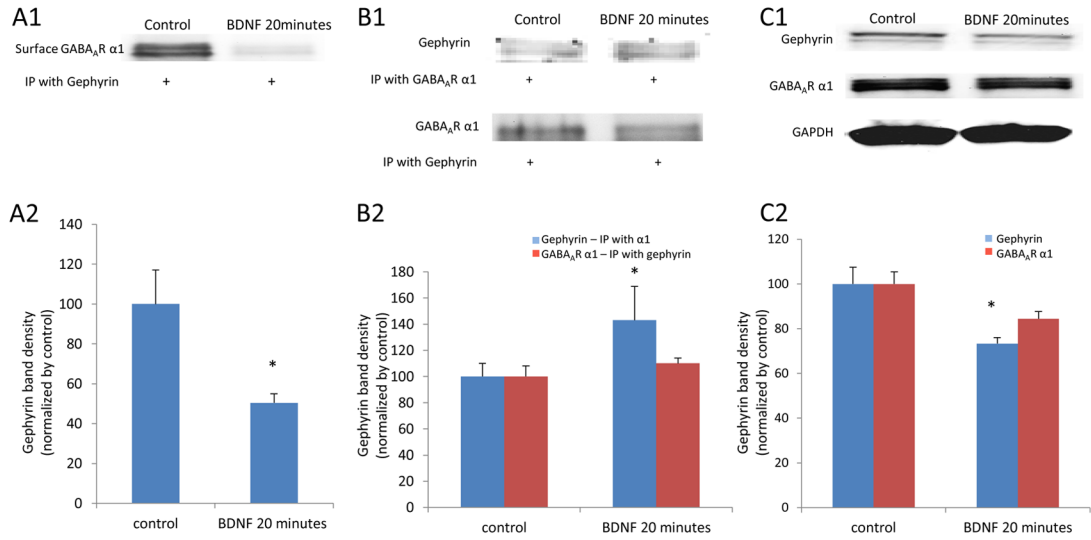 A1
Control
BDNF 20minutes
Surface GABAAR α1
IP with Gephyrin
+
+
B1
Control
BDNF 20 minutes
Gephyrin
IP with GABAAR α1
+
+
GABAAR α1
IP with Gephyrin
+
+
C1
Control
BDNF 20minutes
Gephyrin
GABAAR α1
GAPDH
A2
Gephyrin band density
(normalized by control)
140
120
100
80
60
40
20
0
*
control
BDNF 20 minutes
B2
Gephyrin – IP with α1
GABAAR α1 – IP with gephyrin
Gephyrin band density
(normalized by control)
180
160
140
120
100
80
60
40
20
0
*
control
BDNF 20 minutes
C2
Gephyrin
GABAAR α1
Gephyrin band density
(normalized by control)
120
100
80
60
40
20
0
*
control
BDNF 20 minutes